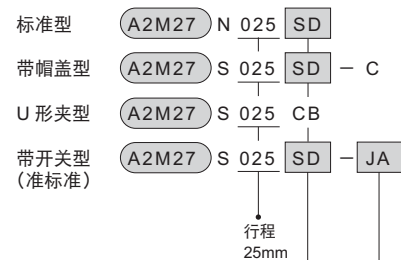 标准型 A2M27 N 025 SD
带帽盖型 A2M27 S 025 SD － C
U 形夹型 A2M27 S 025 CB
带开关型 A2M27 S 025 SD － JA
（准标准）
行程
25mm